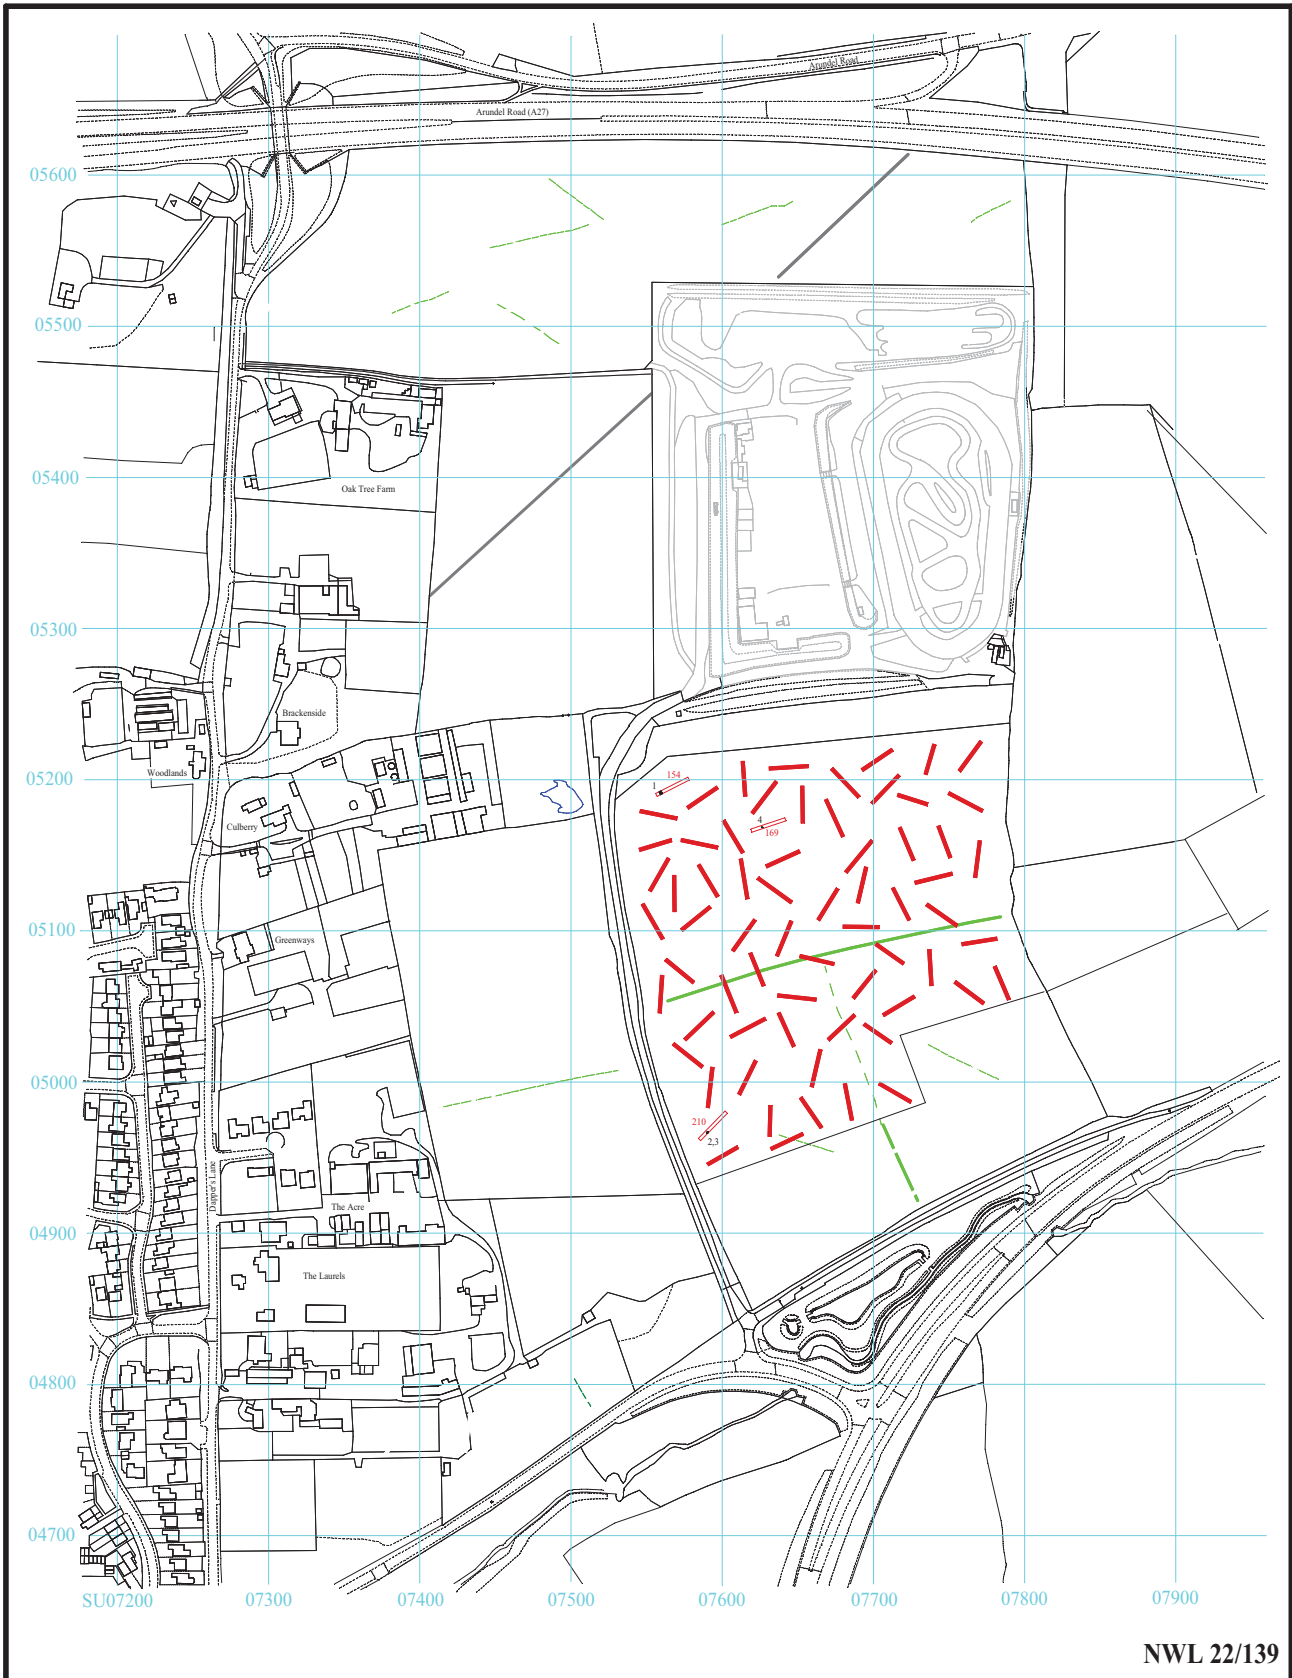 Arundel Road
Arundel Road (A27)
05600
05500
05400
Oak Tree Farm
05300
Brackenside
Woodlands
05200
154
1
4
169
Culberry
05100
Greenways
05000
210
2,3
Dapper's Lane
The Acre
04900
The Laurels
04800
04700
SU07200
07300
07400
07500
07600
07700
07800
07900
NWL 22/139